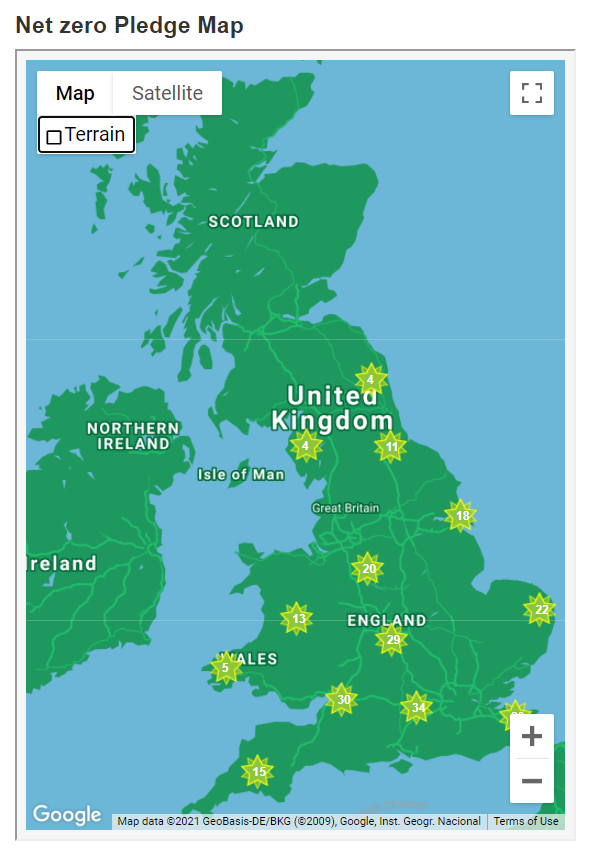 Net zero Pledge Map
Map Satellite
Terrain
SCOTLAND
4
United
Kingdom
NORTHERN
IRELAND
4
11
Isle of Man
Great Britain
18
reland
20
22
13
ENGLAND
29
WALES
5
30
34
15
Google
Map data ©2021 GeoBasis-DE/BKG (©2009), Google, Inst. Geogr. Nacional
Terms of Use